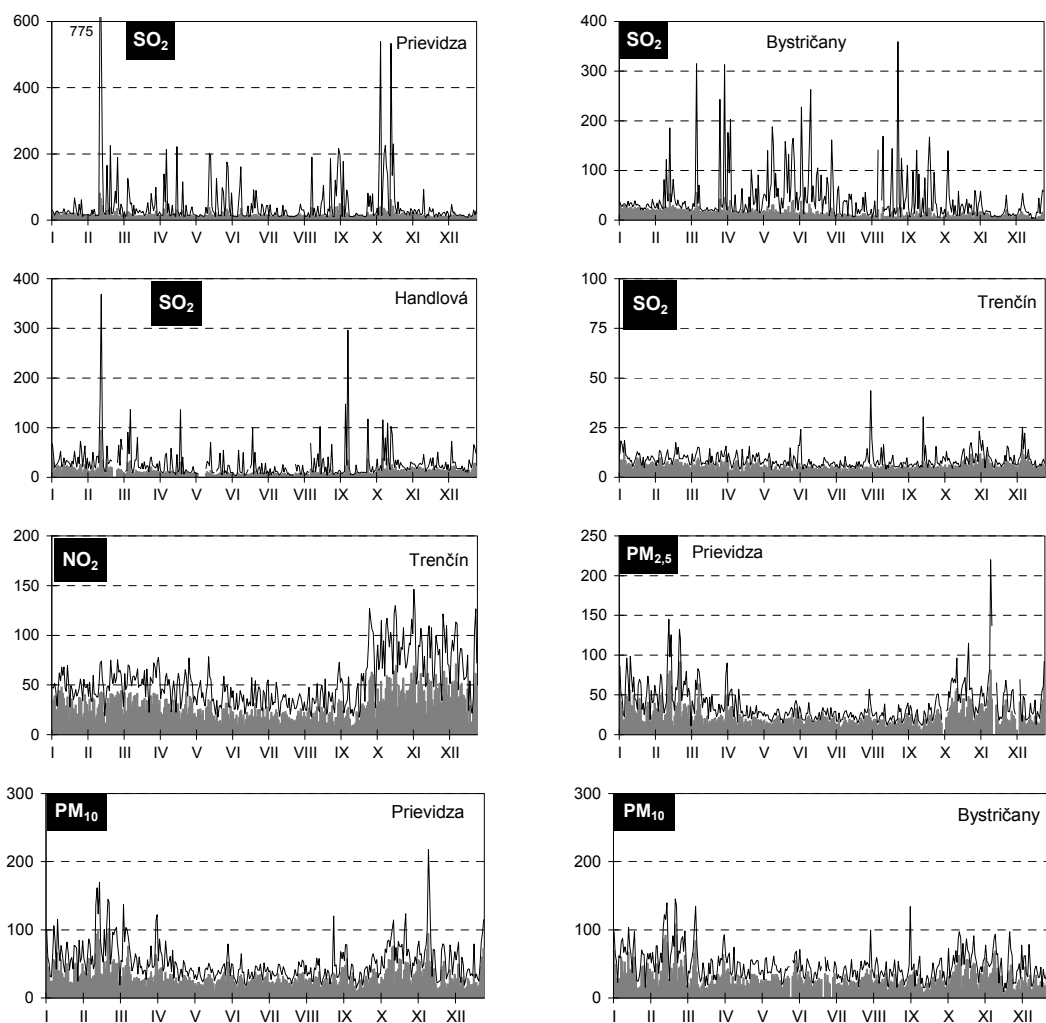 775
SO2
Prievidza
600
400
200
0
I II III IV V VI VII VIII IX X XI XII
SO2
Bystričany
400
300
200
100
0
I II III IV V VI VII VIII IX X XI XII
SO2
Handlová
400
300
200
100
0
I II III IV V VI VII VIII IX X XI XII
SO2
Trenčín
100
75
50
25
0
I II III IV V VI VII VIII IX X XI XII
NO2
Trenčín
200
150
100
50
0
I II III IV V VI VII VIII IX X XI XII
PM2,5
Prievidza
250
200
150
100
50
0
I II III IV V VI VII VIII IX X XI XII
PM10
Prievidza
300
200
100
0
I II III IV V VI VII VIII IX X XI XII
PM10
Bystričany
300
200
100
0
I II III IV V VI VII VIII IX X XI XII